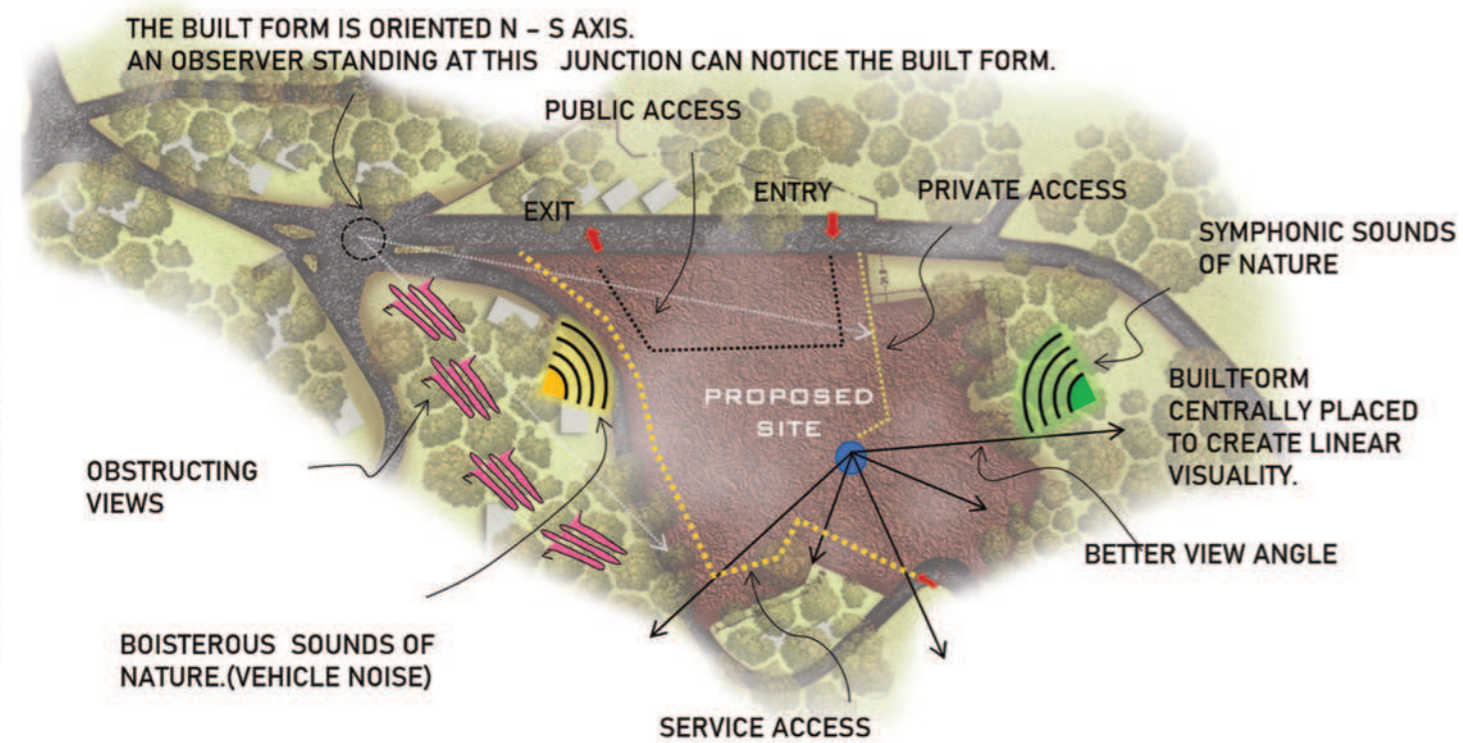 THE BUILT FORM IS ORIENTED N – S AXIS.
AN OBSERVER STANDING AT THIS JUNCTION CAN NOTICE THE BUILT FORM.
PUBLIC ACCESS
EXIT
ENTRY
PRIVATE ACCESS
SYMPHONIC SOUNDS
OF NATURE
PROPOSED
SITE
BUILTFORM
CENTRALLY PLACED
TO CREATE LINEAR
VISUALITY.
OBSTRUCTING
VIEWS
BETTER VIEW ANGLE
BOISTEROUS SOUNDS OF
NATURE.(VEHICLE NOISE)
SERVICE ACCESS